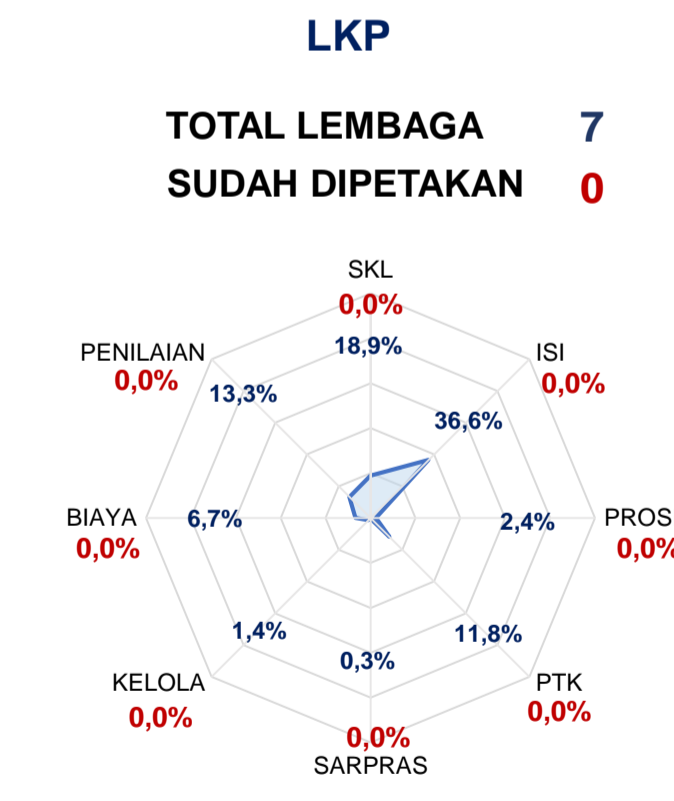 LKP
TOTAL LEMBAGA 7
SUDAH DIPETAKAN 0
SKL
0,0%
18,9%
PENILAIAN
0,0%
13,3%
ISI
0,0%
36,6%
BIAYA
0,0%
6,7%
2,4%
PROS
0,0%
1,4%
0,3%
11,8%
KELOLA
0,0%
PTK
0,0%
0,0%
SARPRAS